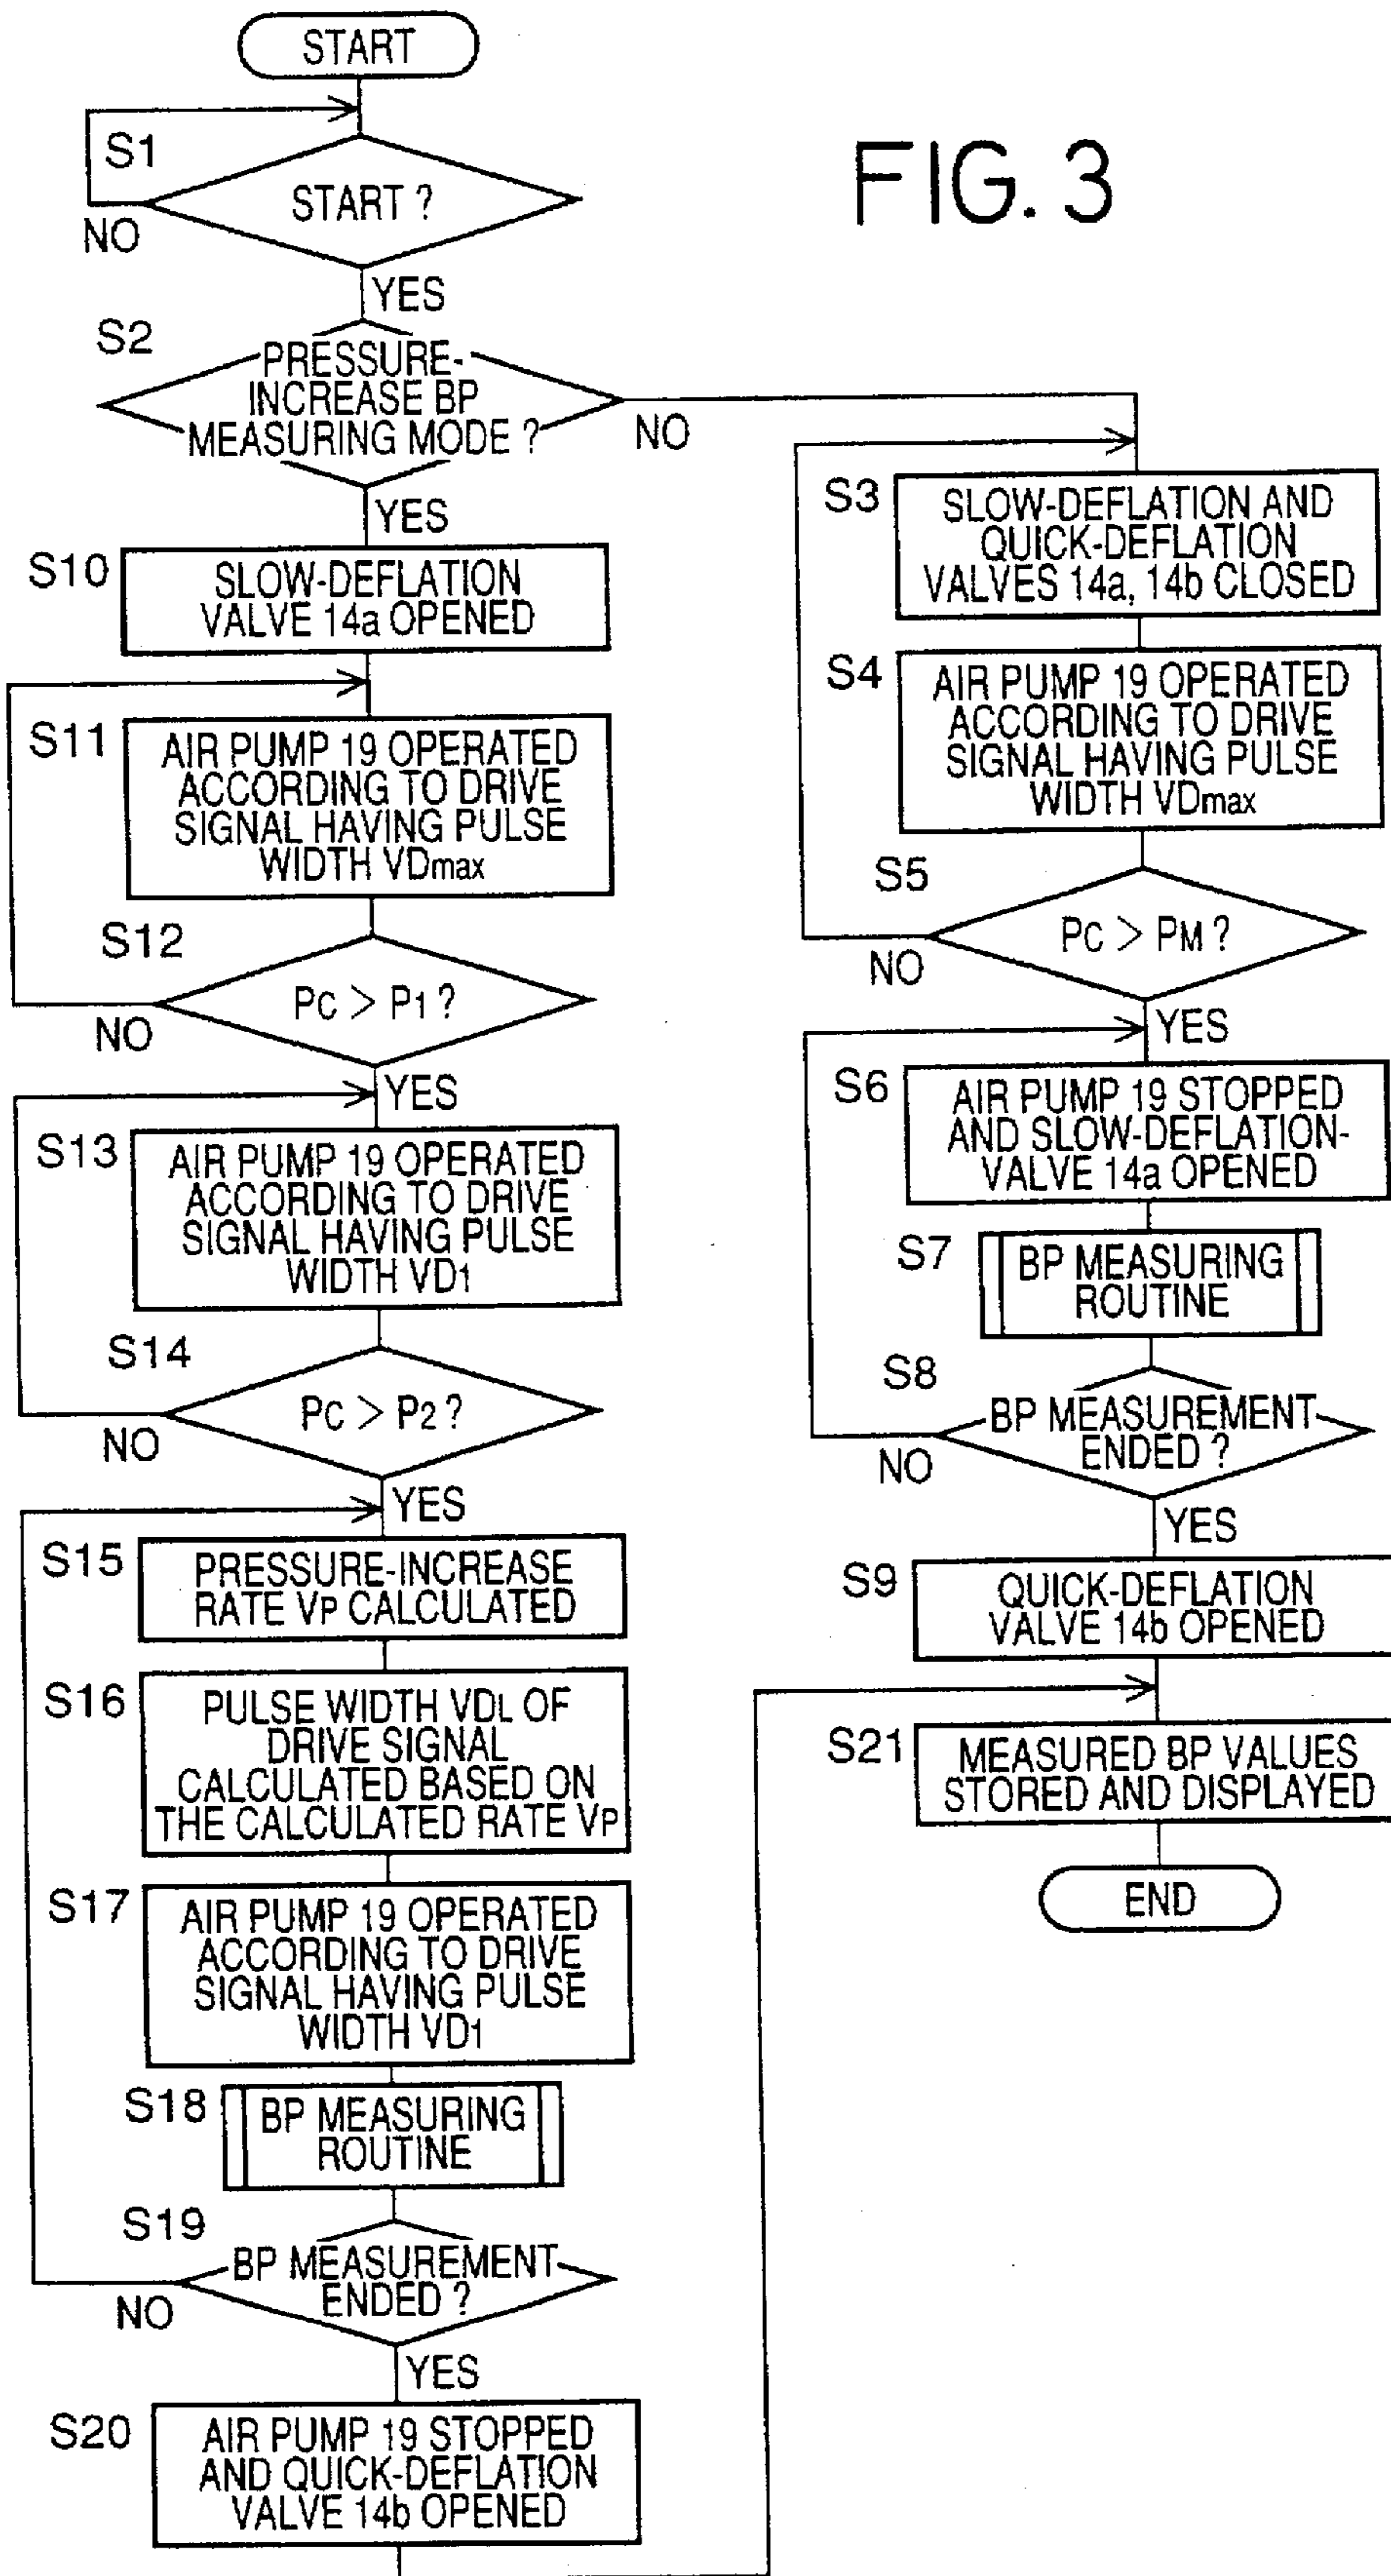 FIG. 3
START
S1
START ?
NO
YES
S2
PRESSURE-
INCREASE BP
MEASURING MODE ?
NO
YES
S10
SLOW-DEFLATION
VALVE 14a OPENED
S11
AIR PUMP 19 OPERATED
ACCORDING TO DRIVE
SIGNAL HAVING PULSE
WIDTH VDmax
S12
PC > P1 ?
NO
YES
S13
AIR PUMP 19 OPERATED
ACCORDING TO DRIVE
SIGNAL HAVING PULSE
WIDTH VD1
S14
PC > P2 ?
NO
YES
S15
PRESSURE-INCREASE
RATE VP CALCULATED
S16
PULSE WIDTH VDL OF
DRIVE SIGNAL
CALCULATED BASED ON
THE CALCULATED RATE VP
S17
AIR PUMP 19 OPERATED
ACCORDING TO DRIVE
SIGNAL HAVING PULSE
WIDTH VD1
S18
BP MEASURING
ROUTINE
S19
BP MEASUREMENT
ENDED ?
NO
YES
S20
AIR PUMP 19 STOPPED
AND QUICK-DEFLATION
VALVE 14b OPENED
S3
SLOW-DEFLATION AND
QUICK-DEFLATION
VALVES 14a, 14b CLOSED
S4
AIR PUMP 19 OPERATED
ACCORDING TO DRIVE
SIGNAL HAVING PULSE
WIDTH VDmax
S5
PC > PM ?
NO
YES
S6
AIR PUMP 19 STOPPED
AND SLOW-DEFLATION-
VALVE 14a OPENED
S7
BP MEASURING
ROUTINE
S8
BP MEASUREMENT
ENDED ?
NO
YES
S9
QUICK-DEFLATION
VALVE 14b OPENED
S21
MEASURED BP VALUES
STORED AND DISPLAYED
END